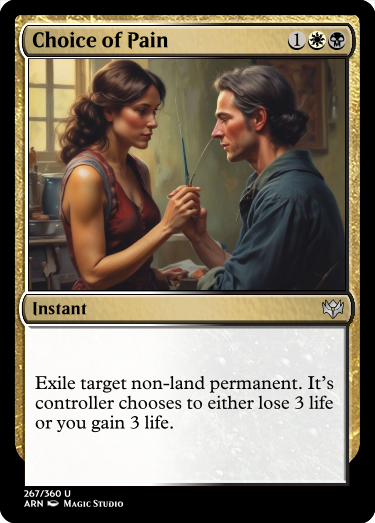 Choice of Pain 1
Instant
Exile target non-land permanent. It's
controller chooses to either lose 3 life
or you gain 3 life.
267/360 U
ARN Magic Studio